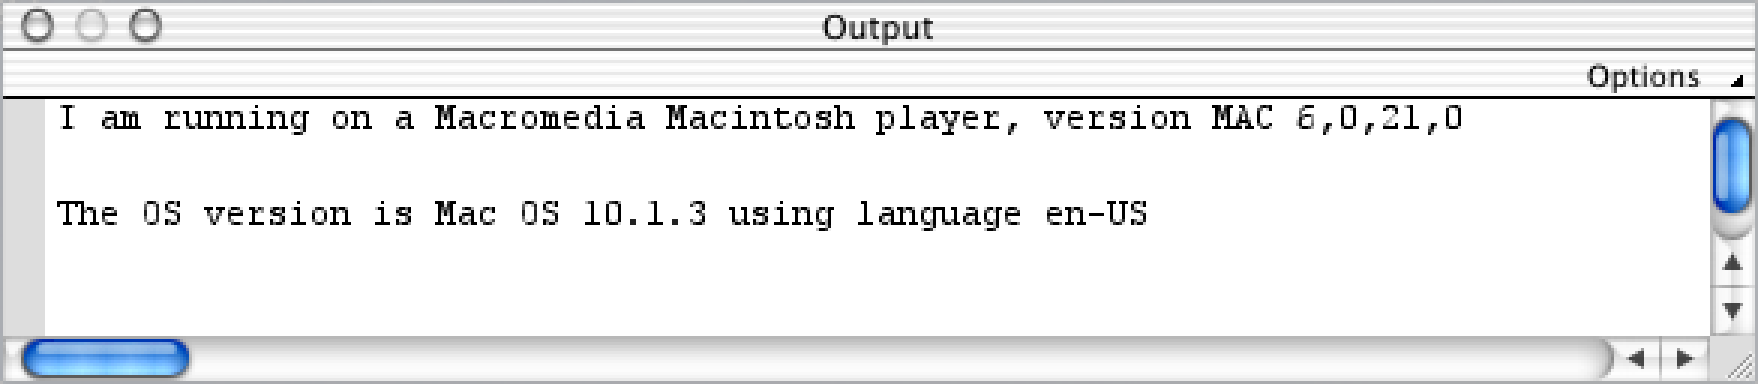 Output
Options
I am running on a Macromedia Macintosh player, version MAC 6,0,21,0
The OS version is Mac OS 10.1.3 using language en-US